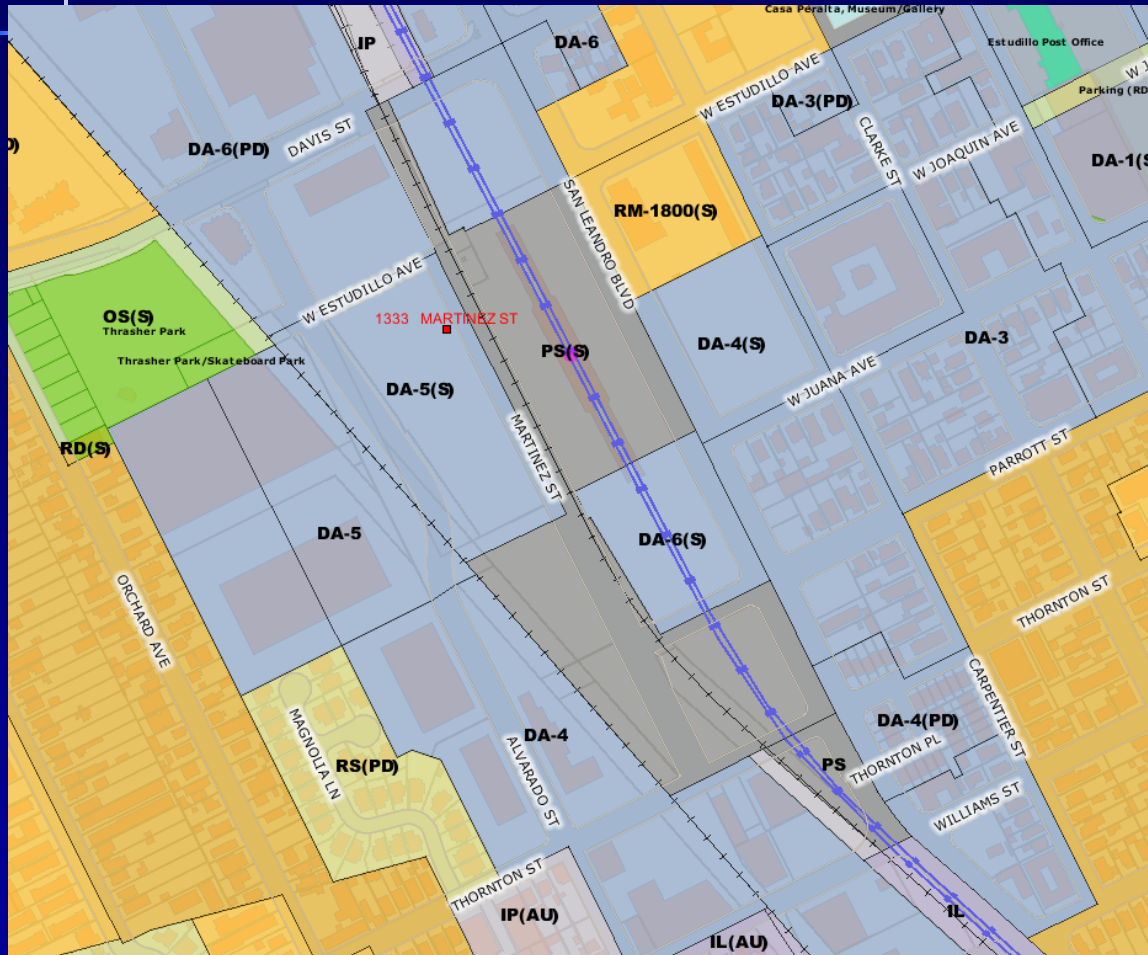 Casa Peralta, Museum/Gallery
IP
DA-6
Estudillo Post Office
W ESTUDILLO AVE
Parking (RD
DA-3(PD)
DAVIS ST
DA-6(PD)
CLARKE ST
W JOAQUIN AVE
DA-1(S
SAN LEANDRO BLVD
RM-1800(S)
W ESTUDILLO AVE
OS(S)
Thrasher Park
1333 MARTINEZ ST
Thrasher Park/Skateboard Park
PS(S)
DA-4(S)
DA-3
DA-5(S)
W JUANA AVE
RD(S)
MARTINEZ ST
PARROTT ST
DA-5
DA-6(S)
ORCHARD AVE
THORNTON ST
MAGNOLIA LN
CARPENTIER ST
DA-4(PD)
DA-4
RS(PD)
ALVARADO ST
PS
THORNTON PL
WILLIAMS ST
THORNTON ST
IP(AU)
IL
IL(AU)